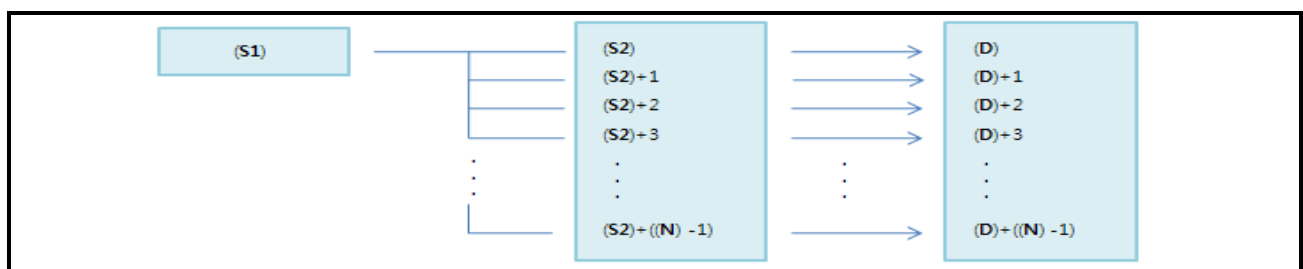 (S1) (S2) (D)
(S2)+1 (D)+1
(S2)+2 (D)+2
(S2)+3 (D)+3
(S2)+((N) -1) (D)+((N) -1)